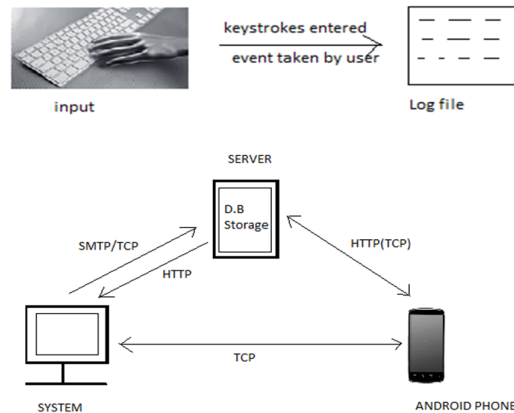 keystrokes entered
event taken by user
input
Log file
SERVER
D.B
Storage
SMTP/TCP
HTTP
HTTP(TCP)
TCP
SYSTEM
ANDROID PHONE